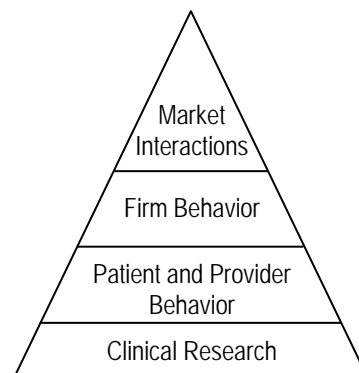 Market
Interactions
Firm Behavior
Patient and Provider
Behavior
Clinical Research